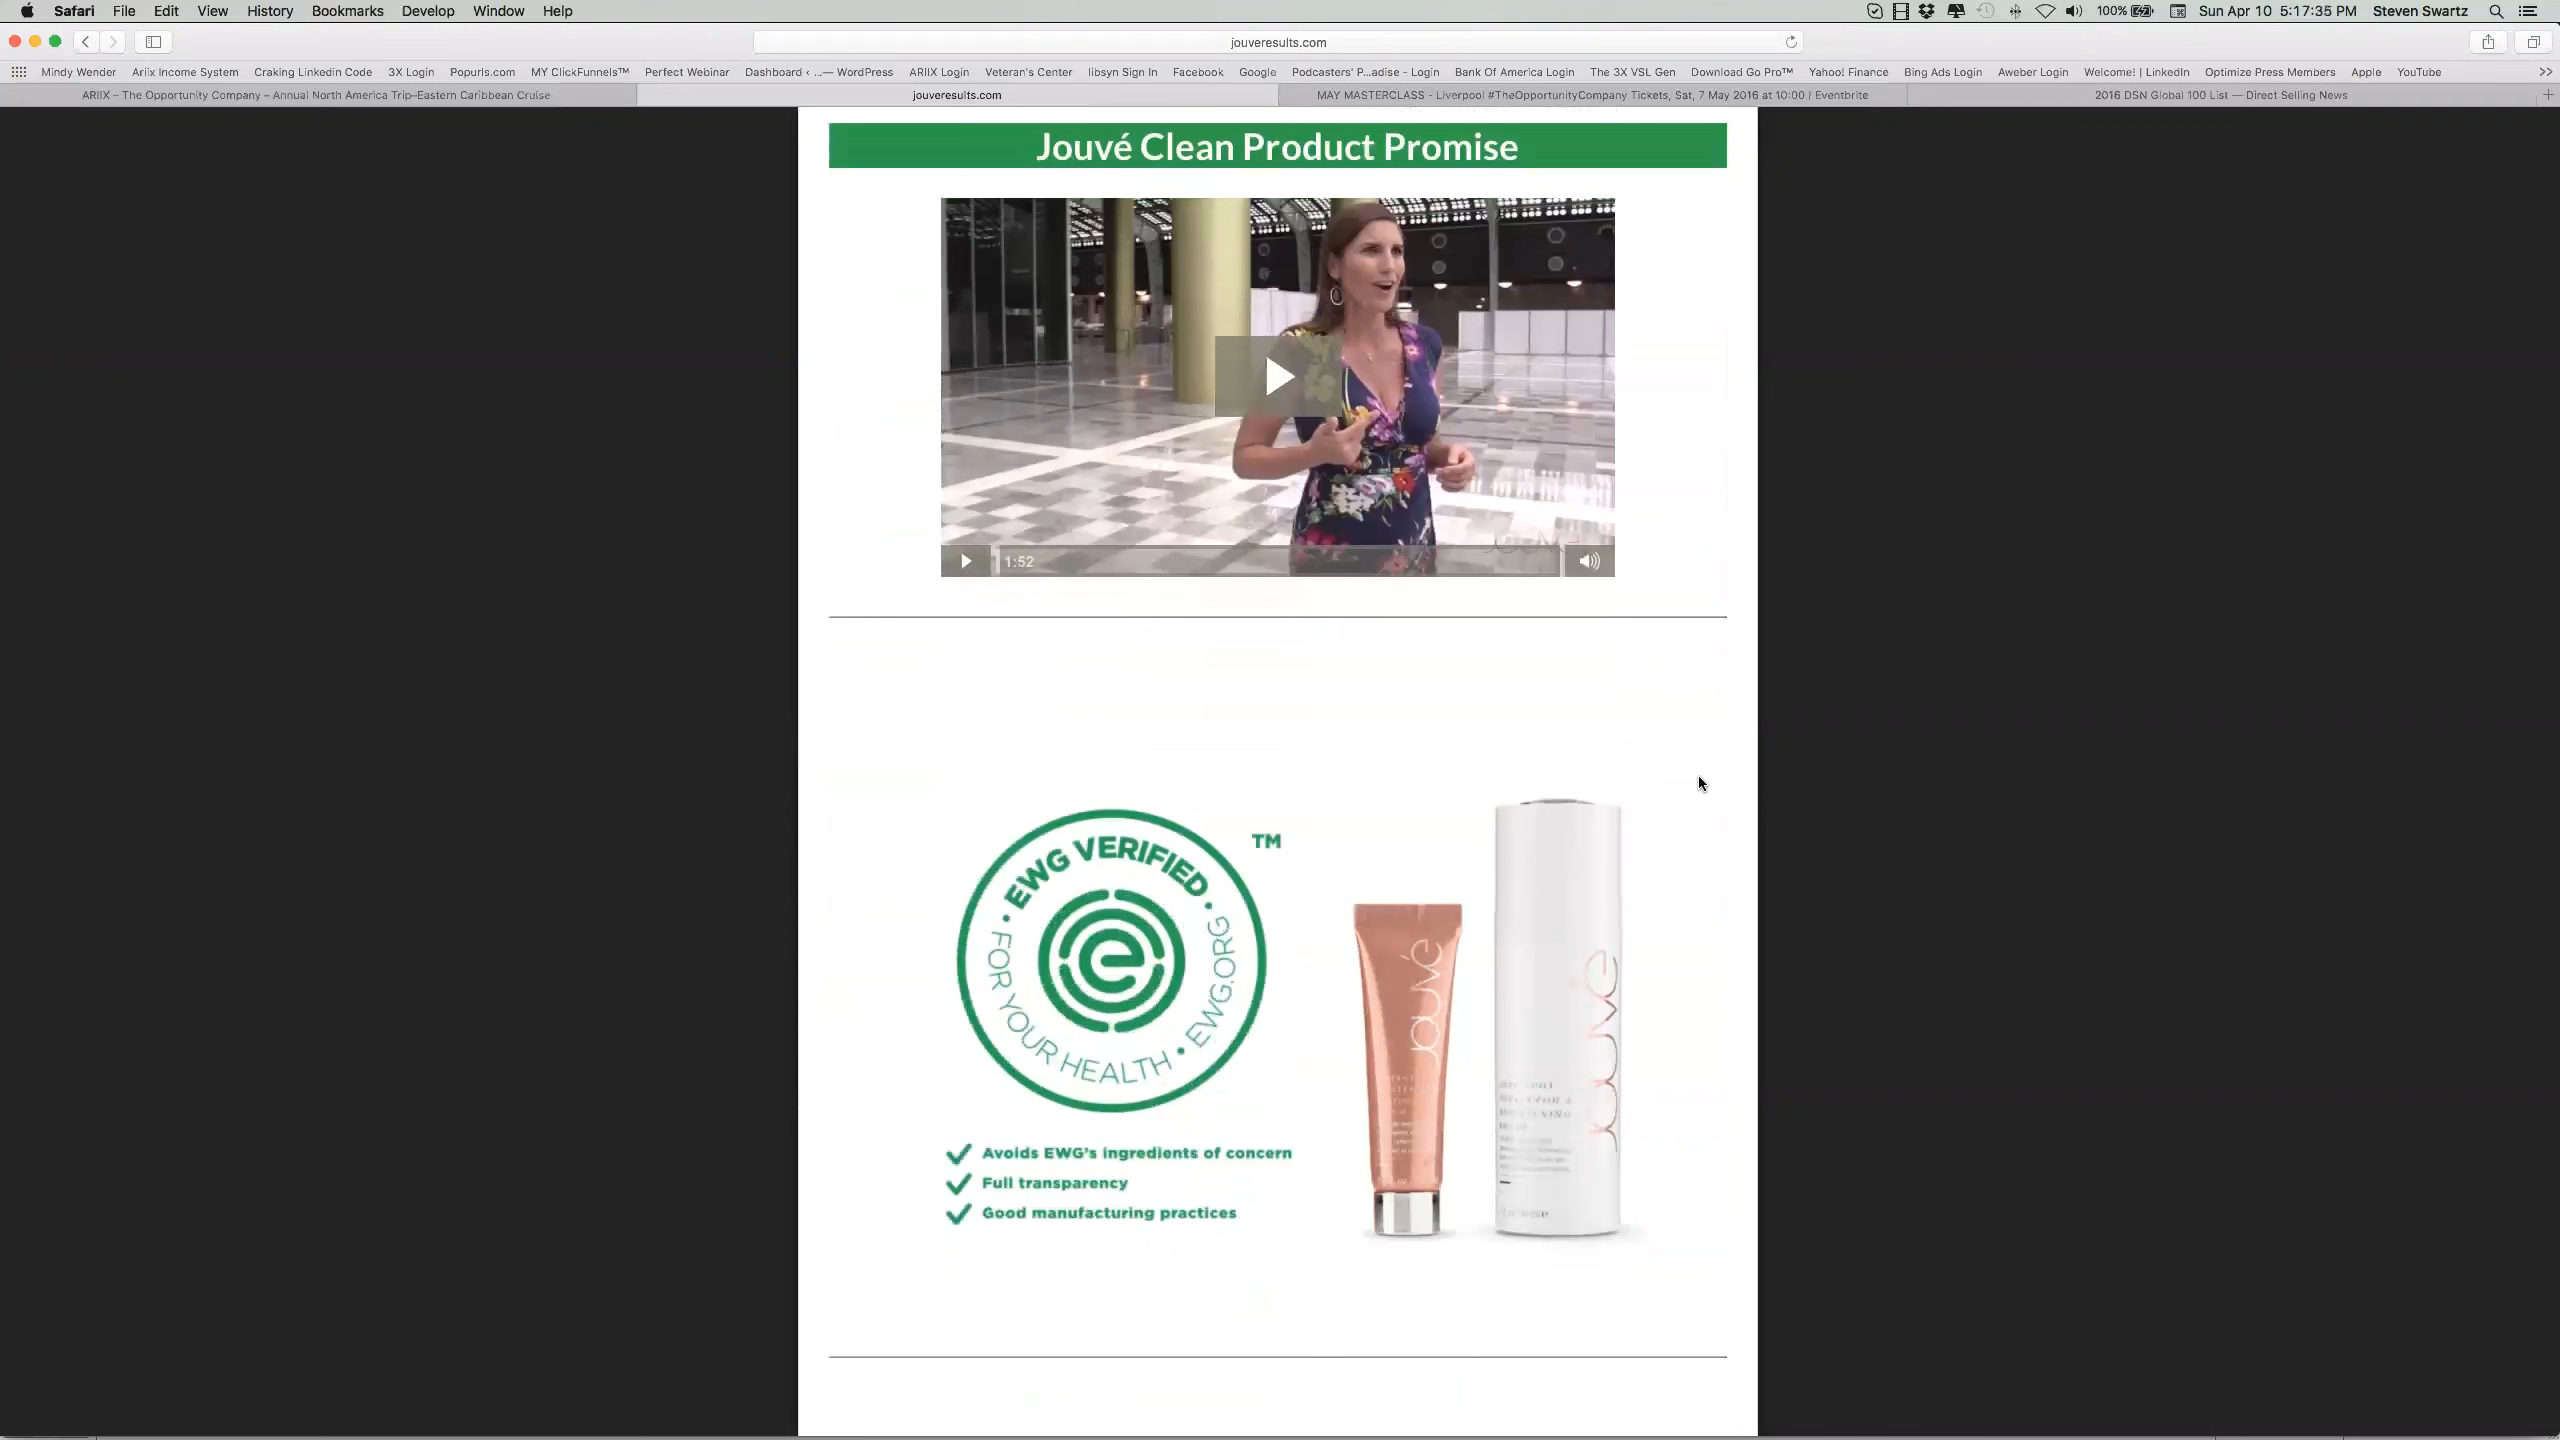 Safari File Edit View History Bookmarks Develop Window Help 100% Sun Apr 10 5:17:35 PM Steven Swartz
jouveresults.com
Mindy Wender Ariix Income System Craking Linkedin Code 3X Login Popurls.com MY ClickFunnels™ Perfect Webinar Dashboard ‹ ...— WordPress ARIIX Login Veteran's Center libsyn Sign In Facebook Google Podcasters' P...adise - Login Bank Of America Login The 3X VSL Gen Download Go Pro™ Yahoo! Finance Bing Ads Login Aweber Login Welcome! | LinkedIn Optimize Press Members Apple YouTube >>
ARIIX – The Opportunity Company – Annual North America Trip–Eastern Caribbean Cruise jouveresults.com MAY MASTERCLASS - Liverpool #TheOpportunityCompany Tickets, Sat, 7 May 2016 at 10:00 | Eventbrite 2016 DSN Global 100 List — Direct Selling News
Jouvé Clean Product Promise
1:52
EWG VERIFIED TM
• FOR YOUR HEALTH • EWG.ORG •
e
Avoids EWG's ingredients of concern
Full transparency
Good manufacturing practices
jouvé
jouvé